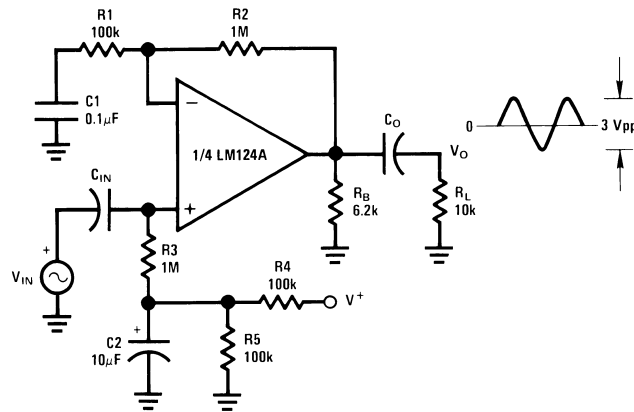 R1
100k
R2
1M
C1
0.1μF
−
1/4 LM124A
+
CIN
+
VIN
R3
1M
R4
100k
V+
+
C2
10μF
R5
100k
CO
VO
RB
6.2k
RL
10k
0
3 Vpp